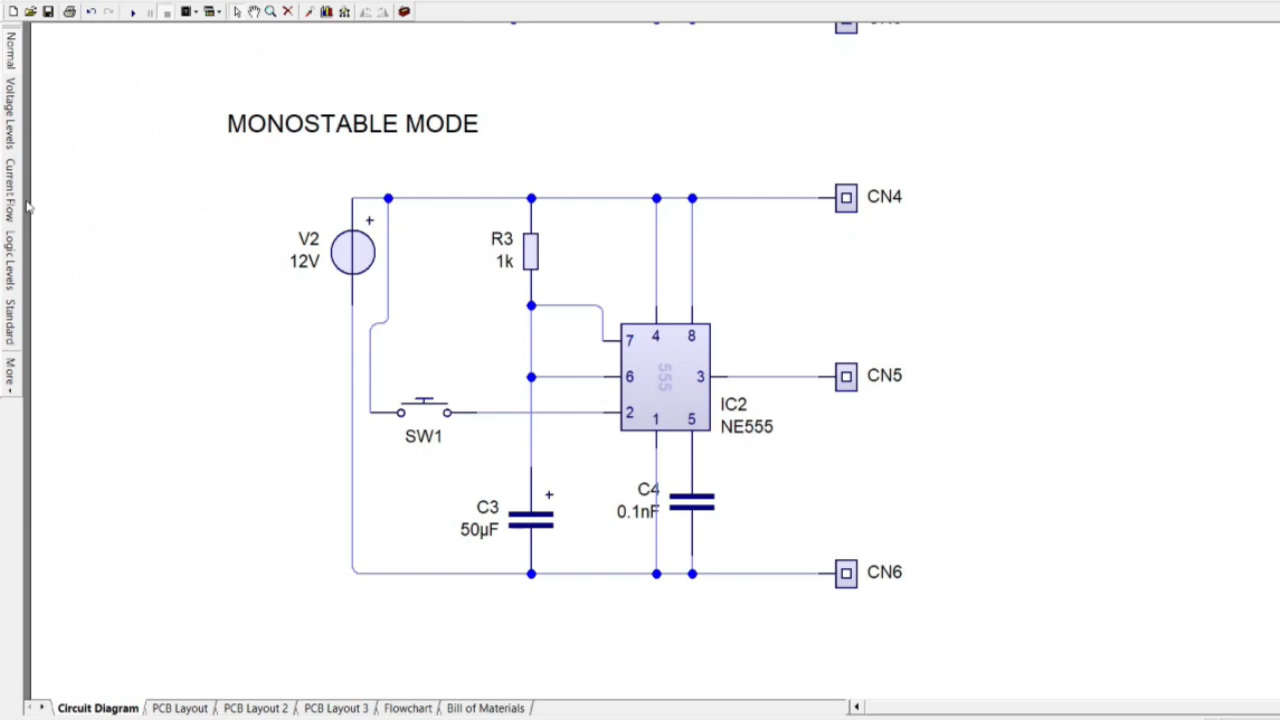 Normal
Voltage Levels
Current Flow
Logic Levels
Standard
More
MONOSTABLE MODE
CN4
+
V2
12V
R3
1k
7
4
8
555
6
3
CN5
2
1
5
IC2
NE555
SW1
C4
0.1nF
+
C3
50µF
CN6
Circuit Diagram
PCB Layout
PCB Layout 2
PCB Layout 3
Flowchart
Bill of Materials